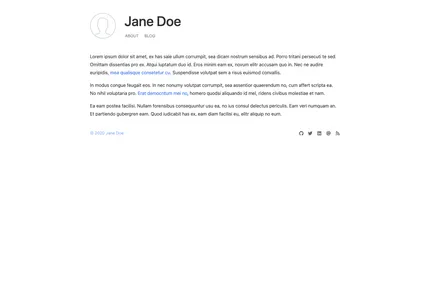 Jane Doe
ABOUT BLOG
Lorem ipsum dolor sit amet, ex has sale ullum corrumpit, sea dicam nostrum sensibus ad. Porro tritani persecuti te sed.
Omittam dissentias pro ex. Atqui luptatum duo id. Eros inimicus eam ex, novum elitr accusam quo in. Ne nec audire
euripidis, mea qualisque consetetur cu. Suspendisse volutpat sem a risus euismod convallis.
In modus congue feugait eos. In nec nonumy volutpat corrumpit, sea assentior quaerendum no, cum affert scripta ea.
No nihil voluptaria pro. Erat democritum mei no, homero quodsi aliquando id mel, ridens civibus molestiae et nam.
Ea eam postea facilisi. Nullam forensibus consequuntur usu ea, no ius consul delectus pericula. Eam veri numquam an.
Et partiendo gubergren eam. Quod iudicabit has ex, eam diam facilisi eu, elitr aliquip no sum.
© 2022 Jane Doe